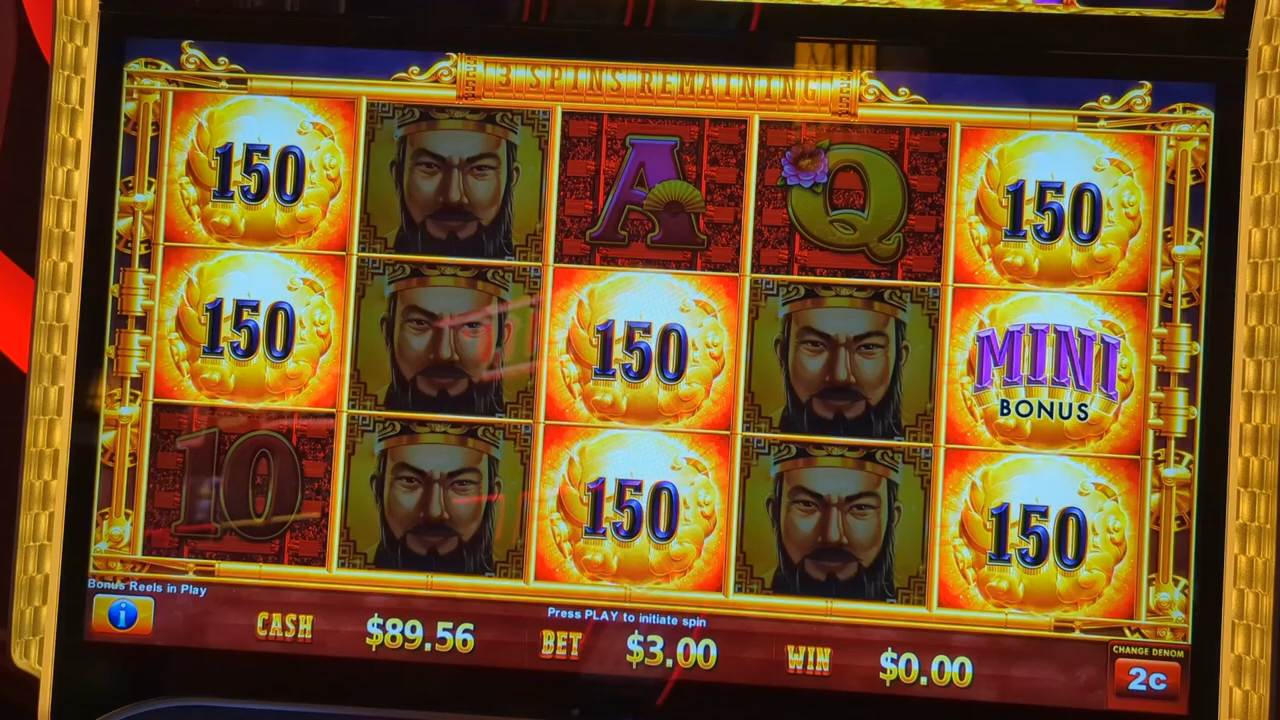 3 SPINS REMAINING
150
A
Q
150
150
150
MINI
BONUS
10
150
150
Bonus Reels in Play
Press PLAY to initiate spin
CASH $89.56 BET $3.00 WIN $0.00
CHANGE DENOM
2c
i